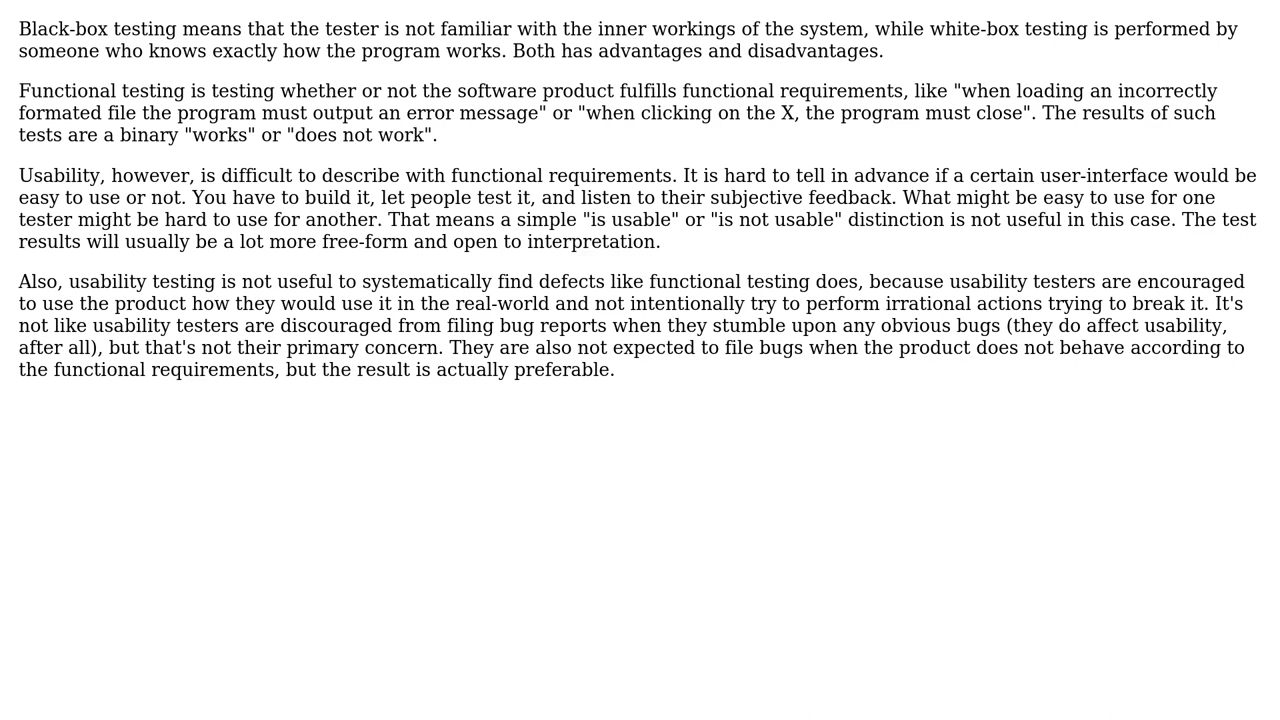 Black-box testing means that the tester is not familiar with the inner workings of the system, while white-box testing is performed by
someone who knows exactly how the program works. Both has advantages and disadvantages.
Functional testing is testing whether or not the software product fulfills functional requirements, like "when loading an incorrectly
formated file the program must output an error message" or "when clicking on the X, the program must close". The results of such
tests are a binary "works" or "does not work".
Usability, however, is difficult to describe with functional requirements. It is hard to tell in advance if a certain user-interface would be
easy to use or not. You have to build it, let people test it, and listen to their subjective feedback. What might be easy to use for one
tester might be hard to use for another. That means a simple "is usable" or "is not usable" distinction is not useful in this case. The test
results will usually be a lot more free-form and open to interpretation.
Also, usability testing is not useful to systematically find defects like functional testing does, because usability testers are encouraged
to use the product how they would use it in the real-world and not intentionally try to perform irrational actions trying to break it. It's
not like usability testers are discouraged from filing bug reports when they stumble upon any obvious bugs (they do affect usability,
after all), but that's not their primary concern. They are also not expected to file bugs when the product does not behave according to
the functional requirements, but the result is actually preferable.